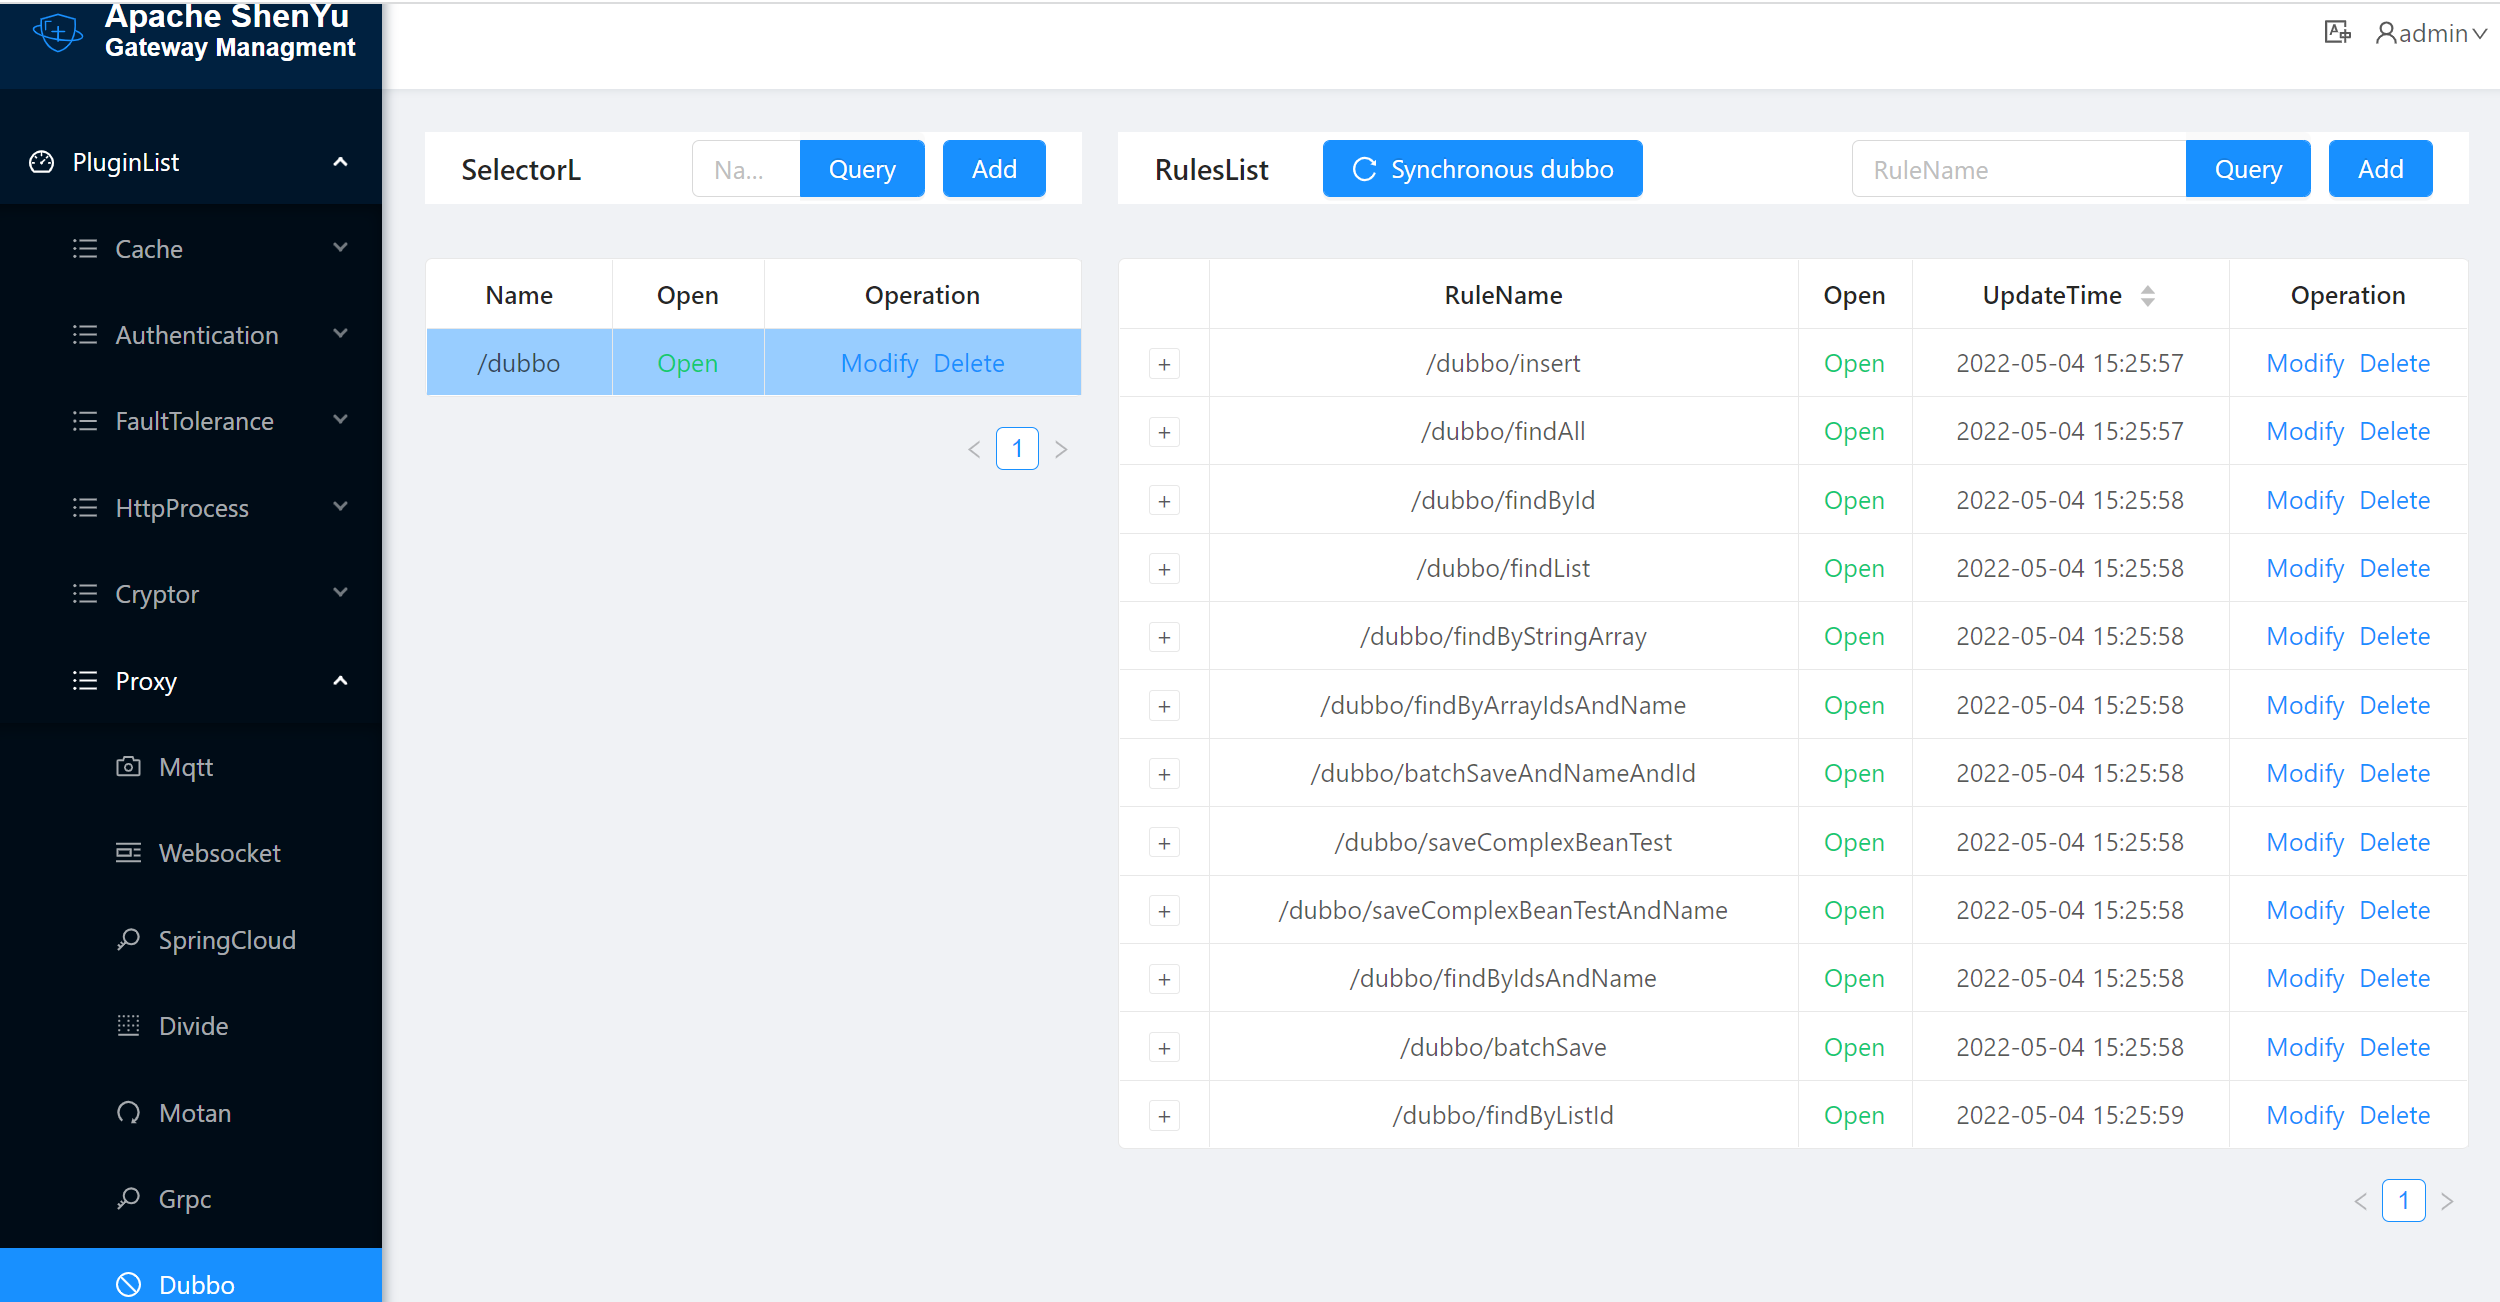 Apache ShenYu
Gateway Managment
admin
PluginList
Cache
Authentication
FaultTolerance
HttpProcess
Cryptor
Proxy
Mqtt
Websocket
SpringCloud
Divide
Motan
Grpc
Dubbo
SelectorL
Na...
Query
Add
Name Open Operation
/dubbo Open Modify Delete
1
RulesList
Synchronous dubbo
RuleName
Query
Add
RuleName Open UpdateTime Operation
+ /dubbo/insert Open 2022-05-04 15:25:57 Modify Delete
+ /dubbo/findAll Open 2022-05-04 15:25:57 Modify Delete
+ /dubbo/findById Open 2022-05-04 15:25:58 Modify Delete
+ /dubbo/findList Open 2022-05-04 15:25:58 Modify Delete
+ /dubbo/findByStringArray Open 2022-05-04 15:25:58 Modify Delete
+ /dubbo/findByArrayIdsAndName Open 2022-05-04 15:25:58 Modify Delete
+ /dubbo/batchSaveAndNameAndId Open 2022-05-04 15:25:58 Modify Delete
+ /dubbo/saveComplexBeanTest Open 2022-05-04 15:25:58 Modify Delete
+ /dubbo/saveComplexBeanTestAndName Open 2022-05-04 15:25:58 Modify Delete
+ /dubbo/findByIdsAndName Open 2022-05-04 15:25:58 Modify Delete
+ /dubbo/batchSave Open 2022-05-04 15:25:58 Modify Delete
+ /dubbo/findByListId Open 2022-05-04 15:25:59 Modify Delete
1